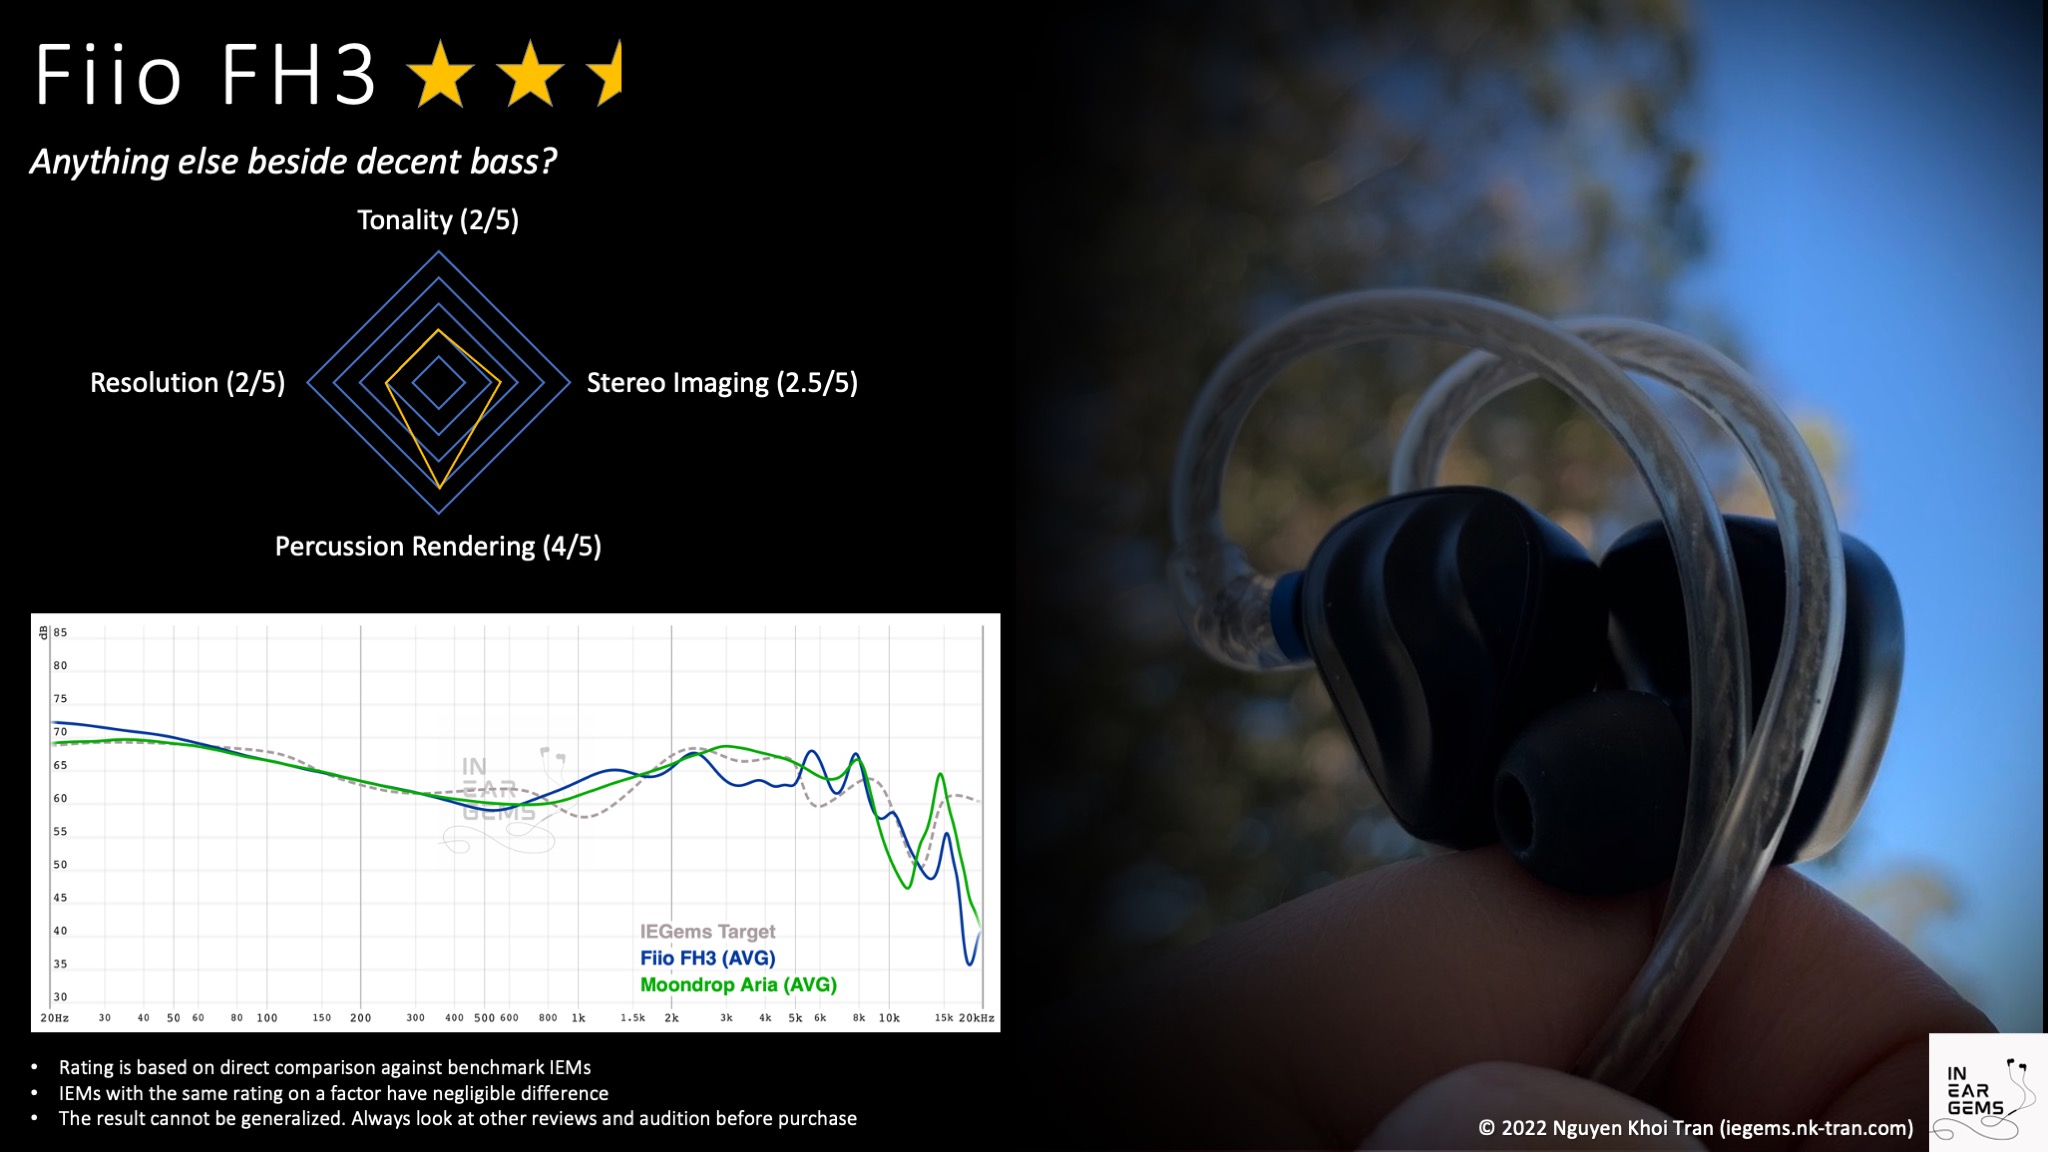 Fiio FH3
Anything else beside decent bass?
Tonality (2/5)
Resolution (2/5)
Stereo Imaging (2.5/5)
Percussion Rendering (4/5)
dB
85
80
75
70
65
60
55
50
45
40
35
30
IN
EAR
GEMS
IEGems Target
Fiio FH3 (AVG)
Moondrop Aria (AVG)
20Hz 30 40 50 60 80 100 150 200 300 400 500 600 800 1k 1.5k 2k 3k 4k 5k 6k 8k 10k 15k 20kHz
• Rating is based on direct comparison against benchmark IEMs
• IEMs with the same rating on a factor have negligible difference
• The result cannot be generalized. Always look at other reviews and audition before purchase
© 2022 Nguyen Khoi Tran (iegems.nk-tran.com)
IN
EAR
GEMS